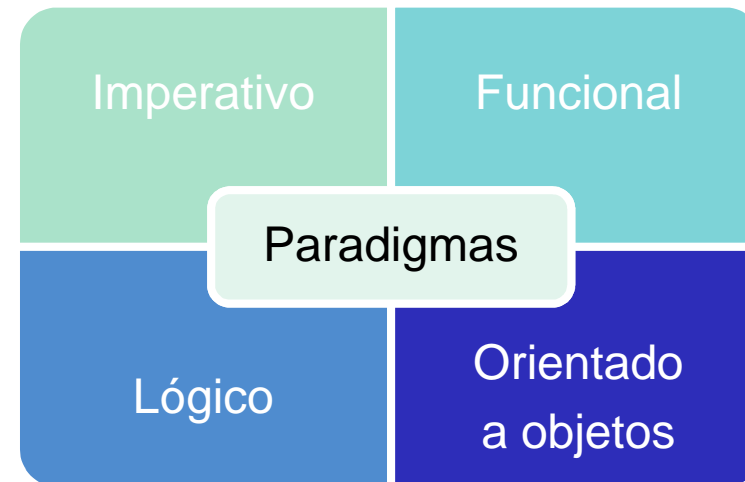 Imperativo
Funcional
Paradigmas
Lógico
Orientado
a objetos